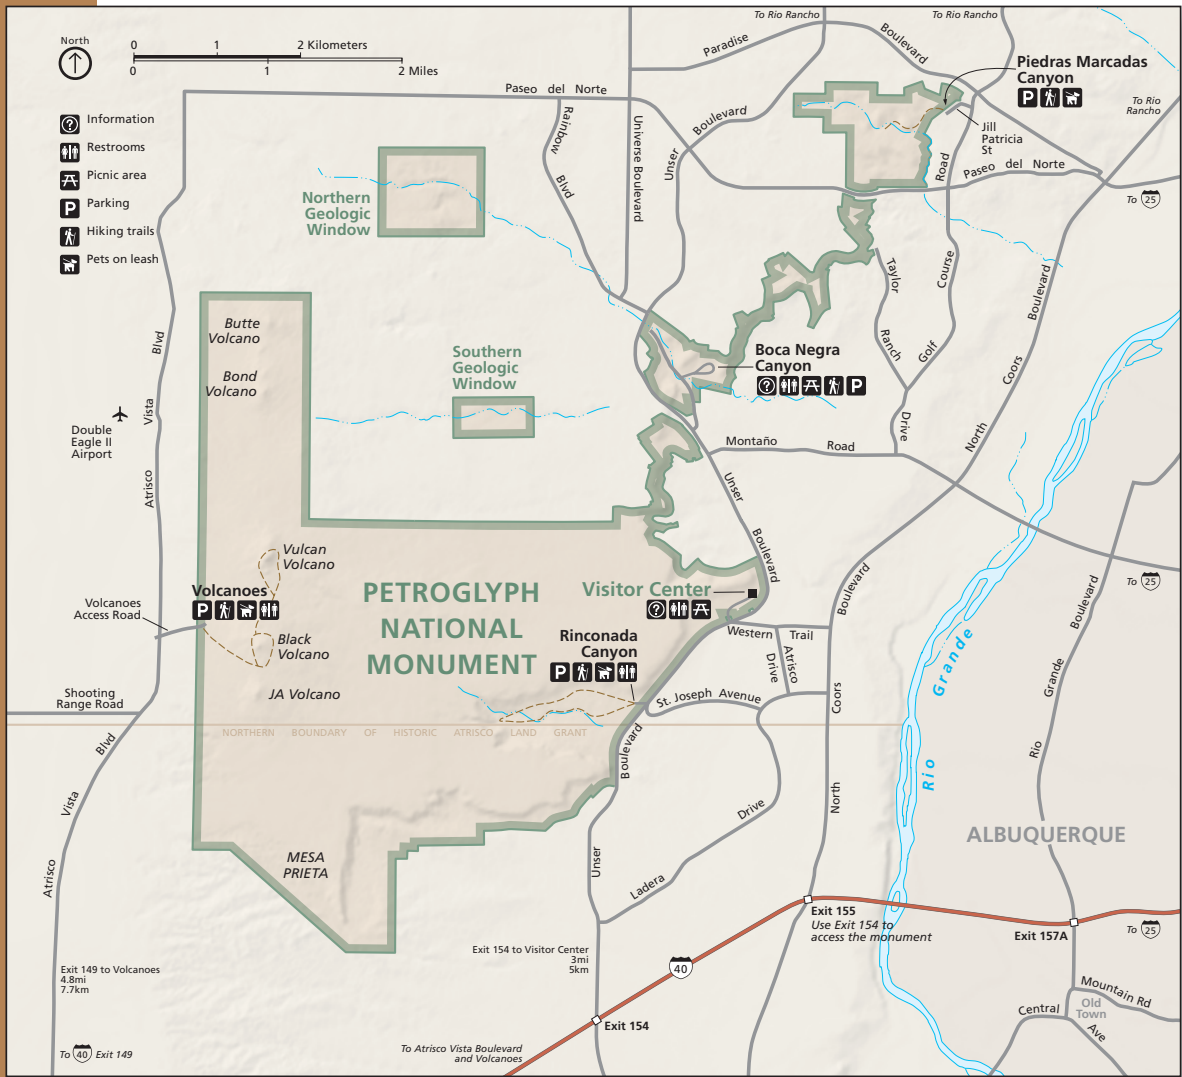 North
0 1 2 Kilometers
0 1 2 Miles
Information
Restrooms
Picnic area
Parking
Hiking trails
Pets on leash
To Rio Rancho
To Rio Rancho
Paradise
Boulevard
Piedras Marcadas
Canyon
To Rio
Rancho
Jill
Patricia
St
Paseo del Norte
Rainbow
Blvd
Universe Boulevard
Unser
Boulevard
Road
Paseo del Norte
To 25
Northern
Geologic
Window
Taylor
Ranch
Drive
Course
Golf
Boulevard
Coors
North
Butte
Volcano
Bond
Volcano
Southern
Geologic
Window
Boca Negra
Canyon
Blvd
Vista
Atrisco
Double
Eagle II
Airport
Montaño Road
Unser
Boulevard
Vulcan
Volcano
Volcanoes
P
Volcanoes
Access Road
Black
Volcano
JA Volcano
PETROGLYPH
NATIONAL
MONUMENT
Visitor Center
Rinconada
Canyon
P
Western Trail
Atrisco
Drive
St. Joseph Avenue
Boulevard
Coors
North
Boulevard
Rio
Grande
Boulevard
Grande
Rio
To 25
Shooting
Range Road
NORTHERN BOUNDARY OF HISTORIC ATRISCO LAND GRANT
Blvd
Vista
Atrisco
MESA
PRIETA
Boulevard
Unser
Drive
Ladera
ALBUQUERQUE
Exit 155
Use Exit 154 to
access the monument
Exit 157A
To 25
Exit 154 to Visitor Center
3mi
5km
40
Exit 149 to Volcanoes
4.8mi
7.7km
Exit 154
To 40 Exit 149
To Atrisco Vista Boulevard
and Volcanoes
Mountain Rd
Old
Town
Central
Ave